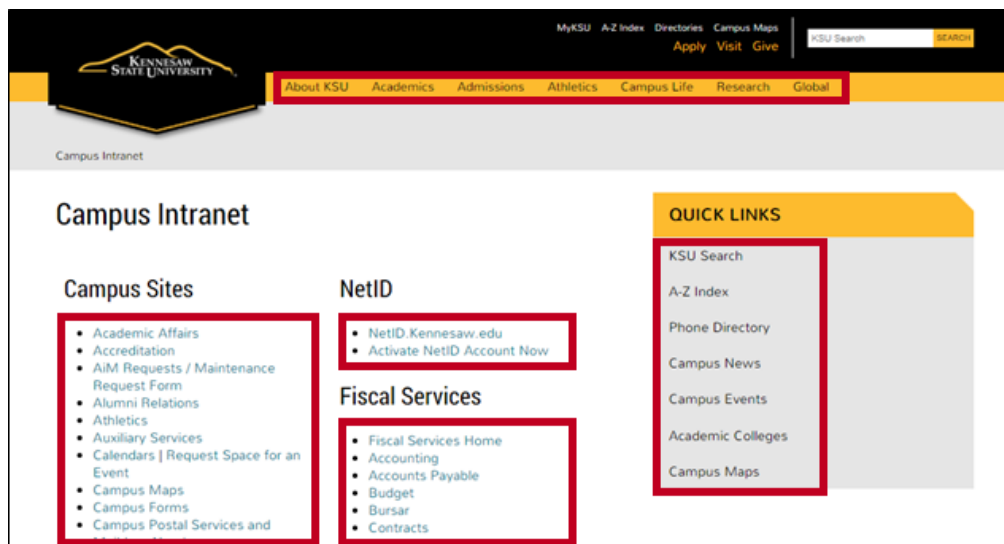 MyKSU A-Z Index Directories Campus Maps
Apply Visit Give
KSU Search SEARCH
KENNESAW
STATE UNIVERSITY
About KSU Academics Admissions Athletics Campus Life Research Global
Campus Intranet
Campus Intranet
Campus Sites
Academic Affairs
Accreditation
AiM Requests / Maintenance
Request Form
Alumni Relations
Athletics
Auxiliary Services
Calendars | Request Space for an
Event
Campus Maps
Campus Forms
Campus Postal Services and
NetID
NetID.Kennesaw.edu
Activate NetID Account Now
Fiscal Services
Fiscal Services Home
Accounting
Accounts Payable
Budget
Bursar
Contracts
QUICK LINKS
KSU Search
A-Z Index
Phone Directory
Campus News
Campus Events
Academic Colleges
Campus Maps